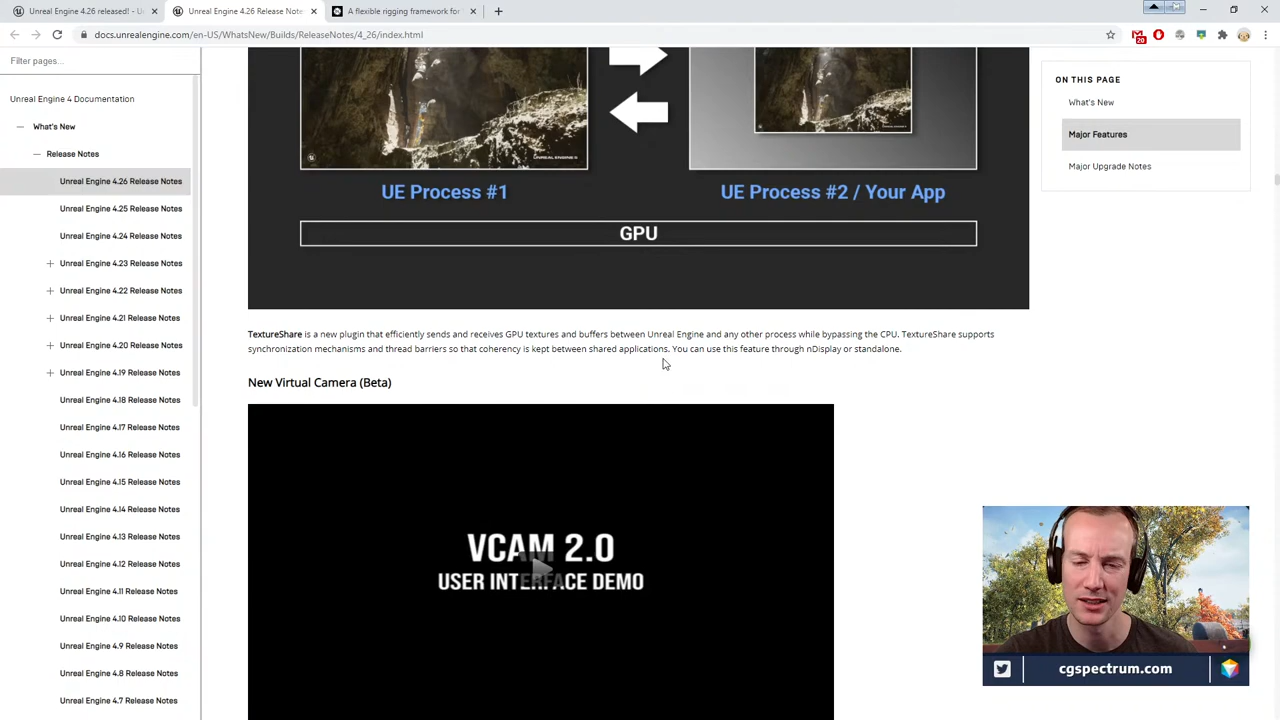 Unreal Engine 4.26 released! - U
Unreal Engine 4.26 Release Notes
A flexible rigging framework for
docs.unrealengine.com/en-US/WhatsNew/Builds/ReleaseNotes/4_26/index.html
20
Filter pages...
Unreal Engine 4 Documentation
What's New
Release Notes
Unreal Engine 4.26 Release Notes
Unreal Engine 4.25 Release Notes
Unreal Engine 4.24 Release Notes
Unreal Engine 4.23 Release Notes
Unreal Engine 4.22 Release Notes
Unreal Engine 4.21 Release Notes
Unreal Engine 4.20 Release Notes
Unreal Engine 4.19 Release Notes
Unreal Engine 4.18 Release Notes
Unreal Engine 4.17 Release Notes
Unreal Engine 4.16 Release Notes
Unreal Engine 4.15 Release Notes
Unreal Engine 4.14 Release Notes
Unreal Engine 4.13 Release Notes
Unreal Engine 4.12 Release Notes
Unreal Engine 4.11 Release Notes
Unreal Engine 4.10 Release Notes
Unreal Engine 4.9 Release Notes
Unreal Engine 4.8 Release Notes
Unreal Engine 4.7 Release Notes
UNREAL ENGINE 5
UNREAL ENGINE 5
UE Process #1
UE Process #2 / Your App
GPU
TextureShare is a new plugin that efficiently sends and receives GPU textures and buffers between Unreal Engine and any other process while bypassing the CPU. TextureShare supports
synchronization mechanisms and thread barriers so that coherency is kept between shared applications. You can use this feature through nDisplay or standalone.
New Virtual Camera (Beta)
VCAM 2.0
USER INTERFACE DEMO
ON THIS PAGE
What's New
Major Features
Major Upgrade Notes
cgspectrum.com